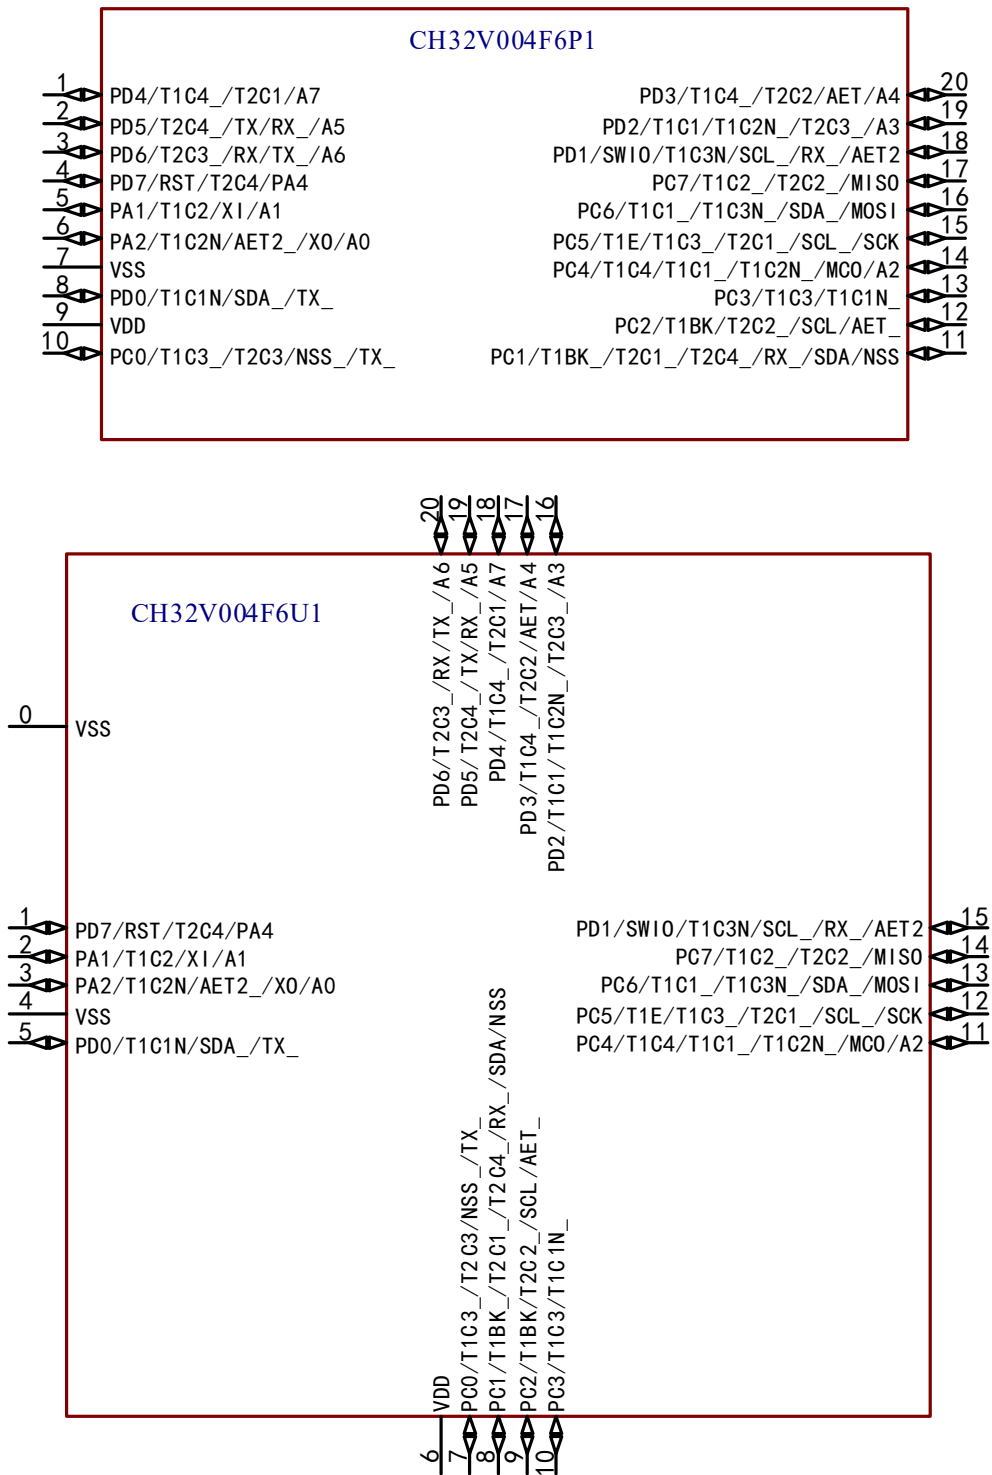 CH32V004F6P1
1 PD4/T1C4_/T2C1/A7
2 PD5/T2C4_/TX/RX_/A5
3 PD6/T2C3_/RX/TX_/A6
4 PD7/RST/T2C4/PA4
5 PA1/T1C2/XI/A1
6 PA2/T1C2N/AET2_/XO/A0
7 VSS
8 PD0/T1C1N/SDA_/TX_
9 VDD
10 PC0/T1C3_/T2C3/NSS_/TX_
PD3/T1C4_/T2C2/AET/A4 20
PD2/T1C1/T1C2N_/T2C3_/A3 19
PD1/SWIO/T1C3N/SCL_/RX_/AET2 18
PC7/T1C2_/T2C2_/MISO 17
PC6/T1C1_/T1C3N_/SDA_/MOSI 16
PC5/T1E/T1C3_/T2C1_/SCL_/SCK 15
PC4/T1C4/T1C1_/T1C2N_/MCO/A2 14
PC3/T1C3/T1C1N_ 13
PC2/T1BK/T2C2_/SCL/AET_ 12
PC1/T1BK_/T2C1_/T2C4_/RX_/SDA/NSS 11
CH32V004F6U1
20 PD6/T2C3_/RX/TX_/A6
19 PD5/T2C4_/TX/RX_/A5
18 PD4/T1C4_/T2C1/A7
17 PD3/T1C4_/T2C2/AET/A4
16 PD2/T1C1/T1C2N_/T2C3_/A3
0 VSS
1 PD7/RST/T2C4/PA4
2 PA1/T1C2/XI/A1
3 PA2/T1C2N/AET2_/XO/A0
4 VSS
5 PD0/T1C1N/SDA_/TX_
PD1/SWIO/T1C3N/SCL_/RX_/AET2 15
PC7/T1C2_/T2C2_/MISO 14
PC6/T1C1_/T1C3N_/SDA_/MOSI 13
PC5/T1E/T1C3_/T2C1_/SCL_/SCK 12
PC4/T1C4/T1C1_/T1C2N_/MCO/A2 11
6 VDD
7 PC0/T1C3_/T2C3/NSS_/TX_
8 PC1/T1BK_/T2C1_/T2C4_/RX_/SDA/NSS
9 PC2/T1BK/T2C2_/SCL/AET_
10 PC3/T1C3/T1C1N_